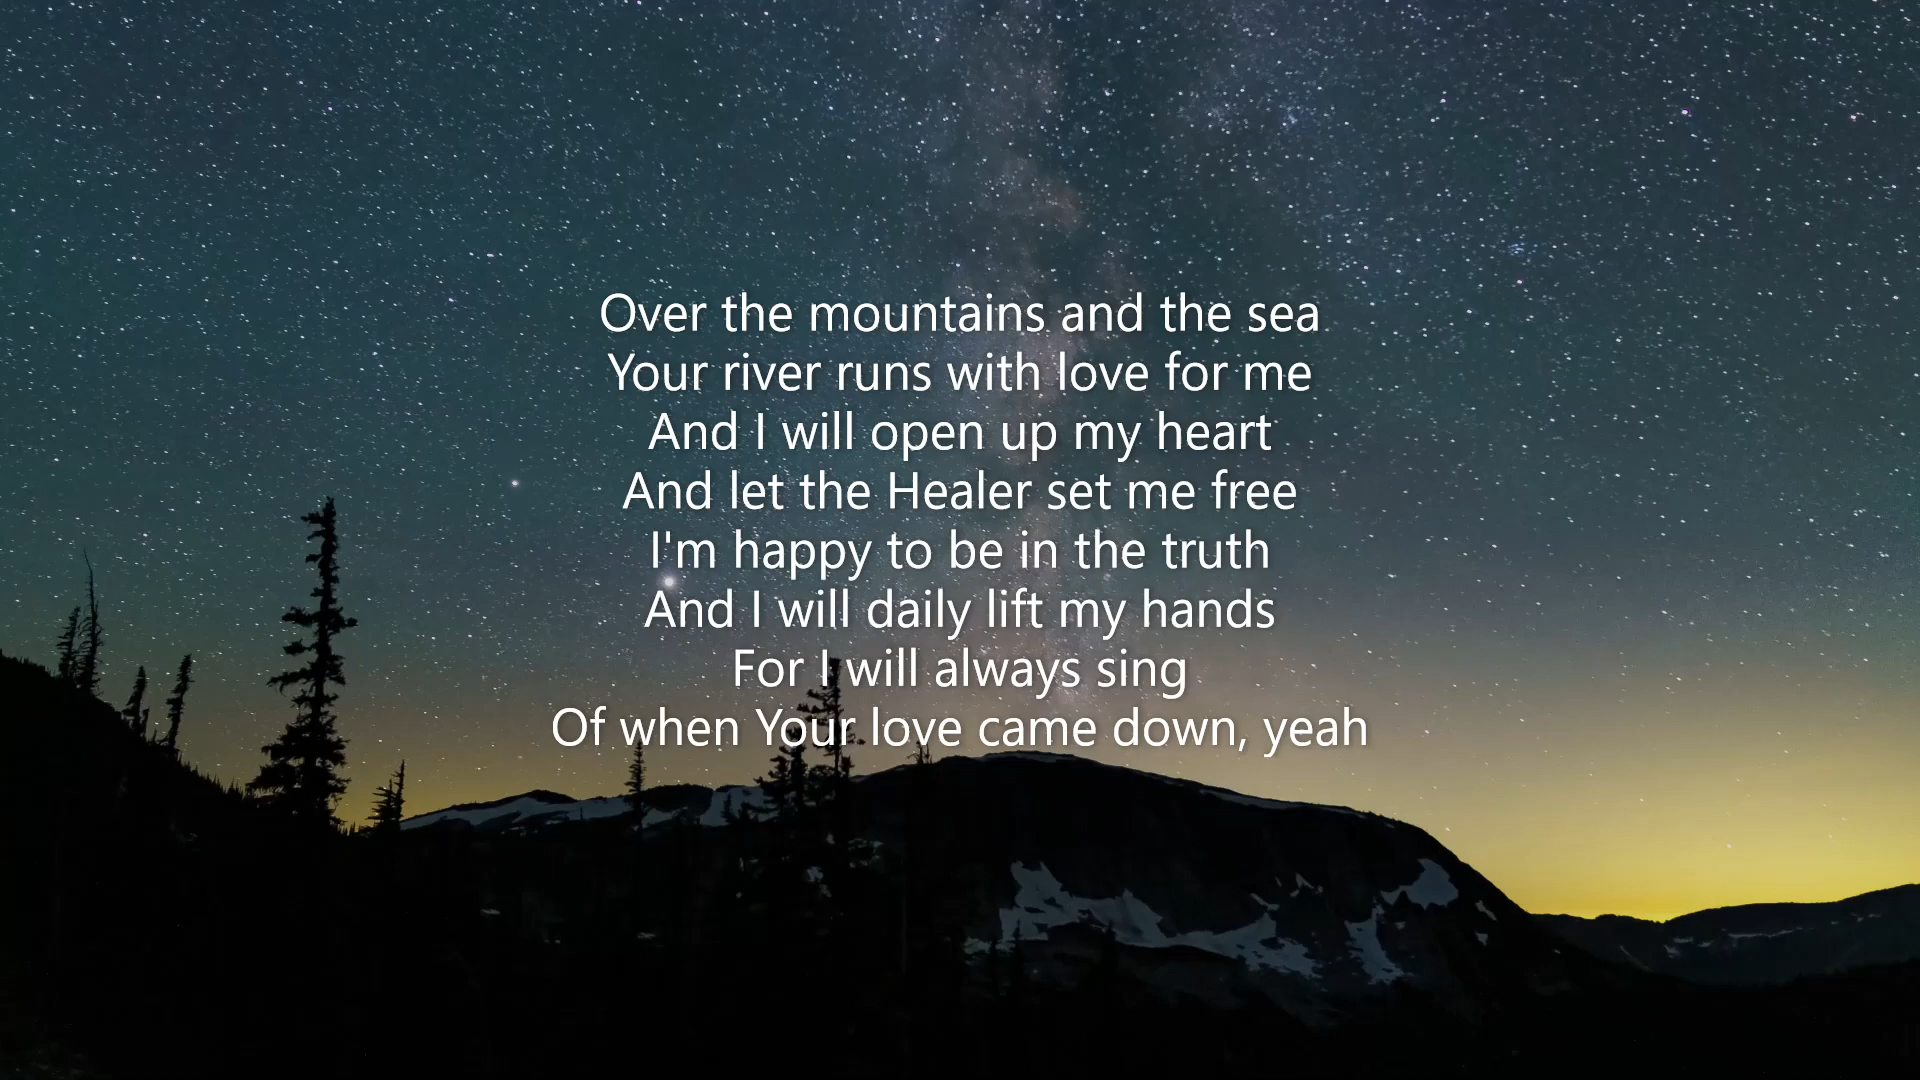 Over the mountains and the sea
Your river runs with love for me
And I will open up my heart
And let the Healer set me free
I'm happy to be in the truth
And I will daily lift my hands
For I will always sing
Of when Your love came down, yeah